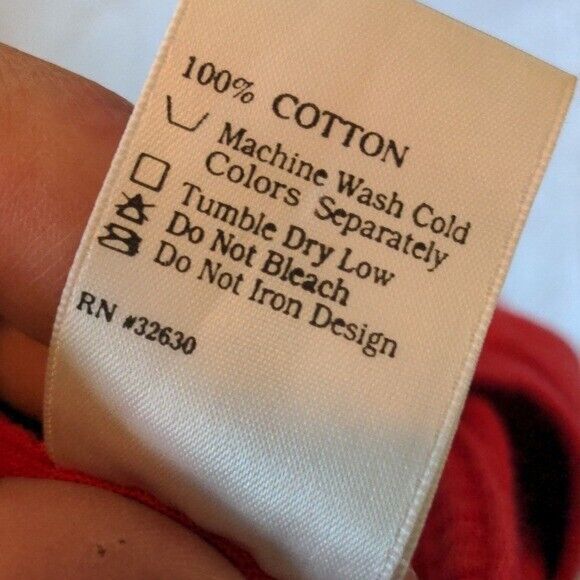 100% COTTON
Machine Wash Cold
Colors Separately
Tumble Dry Low
Do Not Bleach
Do Not Iron Design
RN #32630